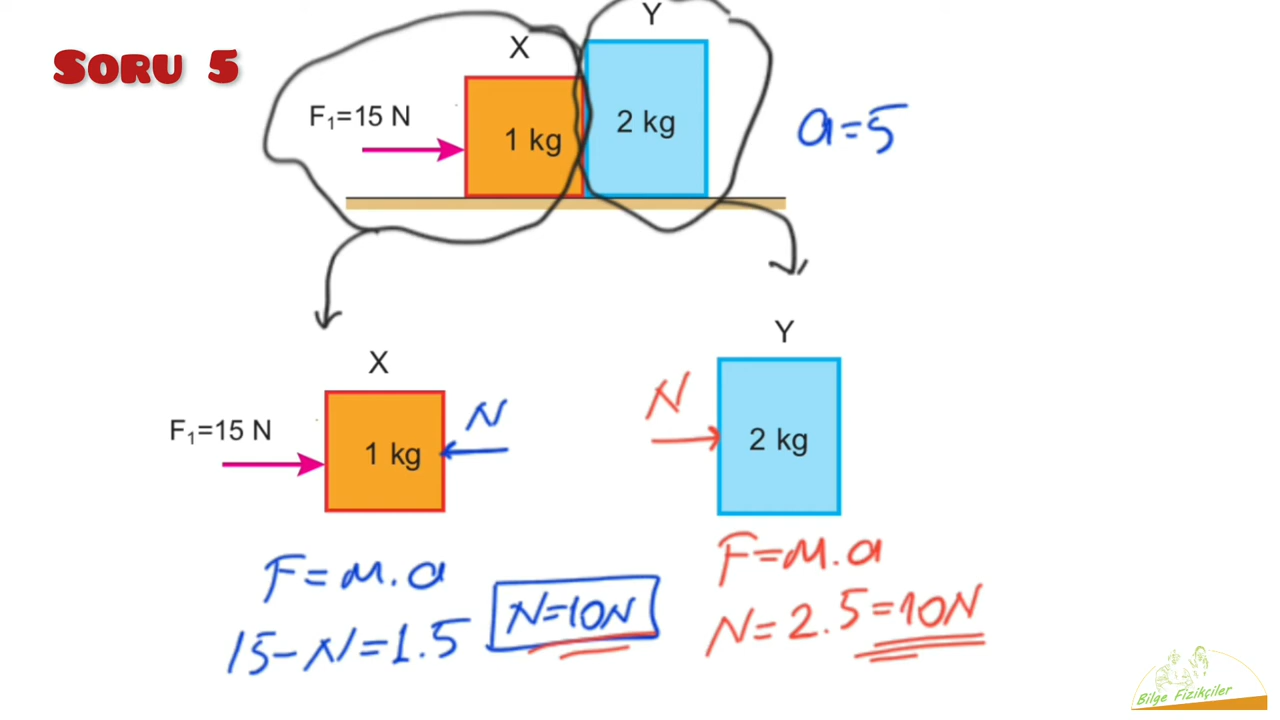 SORU 5
X
Y
F₁=15 N
1 kg
2 kg
a=5
X
Y
F₁=15 N
1 kg
N
N
2 kg
F=m.a
15-N=1.5
N=10N
F=m.a
N=2.5=10N
Bilge Fizikçiler